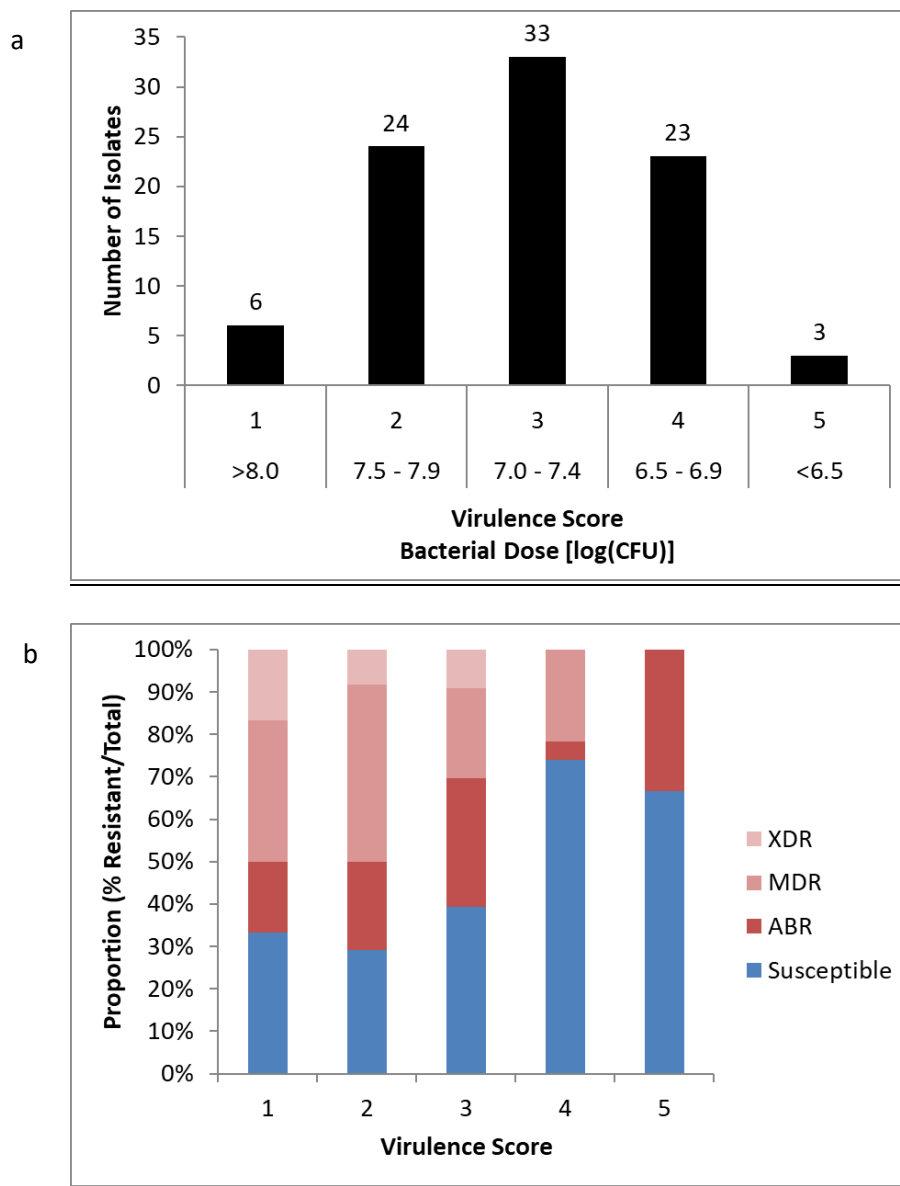 a
35
30
25
20
15
10
5
0
Number of Isolates
6
24
33
23
3
1 2 3 4 5
>8.0 7.5 - 7.9 7.0 - 7.4 6.5 - 6.9 <6.5
Virulence Score
Bacterial Dose [log(CFU)]
b
100%
90%
80%
70%
60%
50%
40%
30%
20%
10%
0%
Proportion (% Resistant/Total)
XDR
MDR
ABR
Susceptible
1 2 3 4 5
Virulence Score